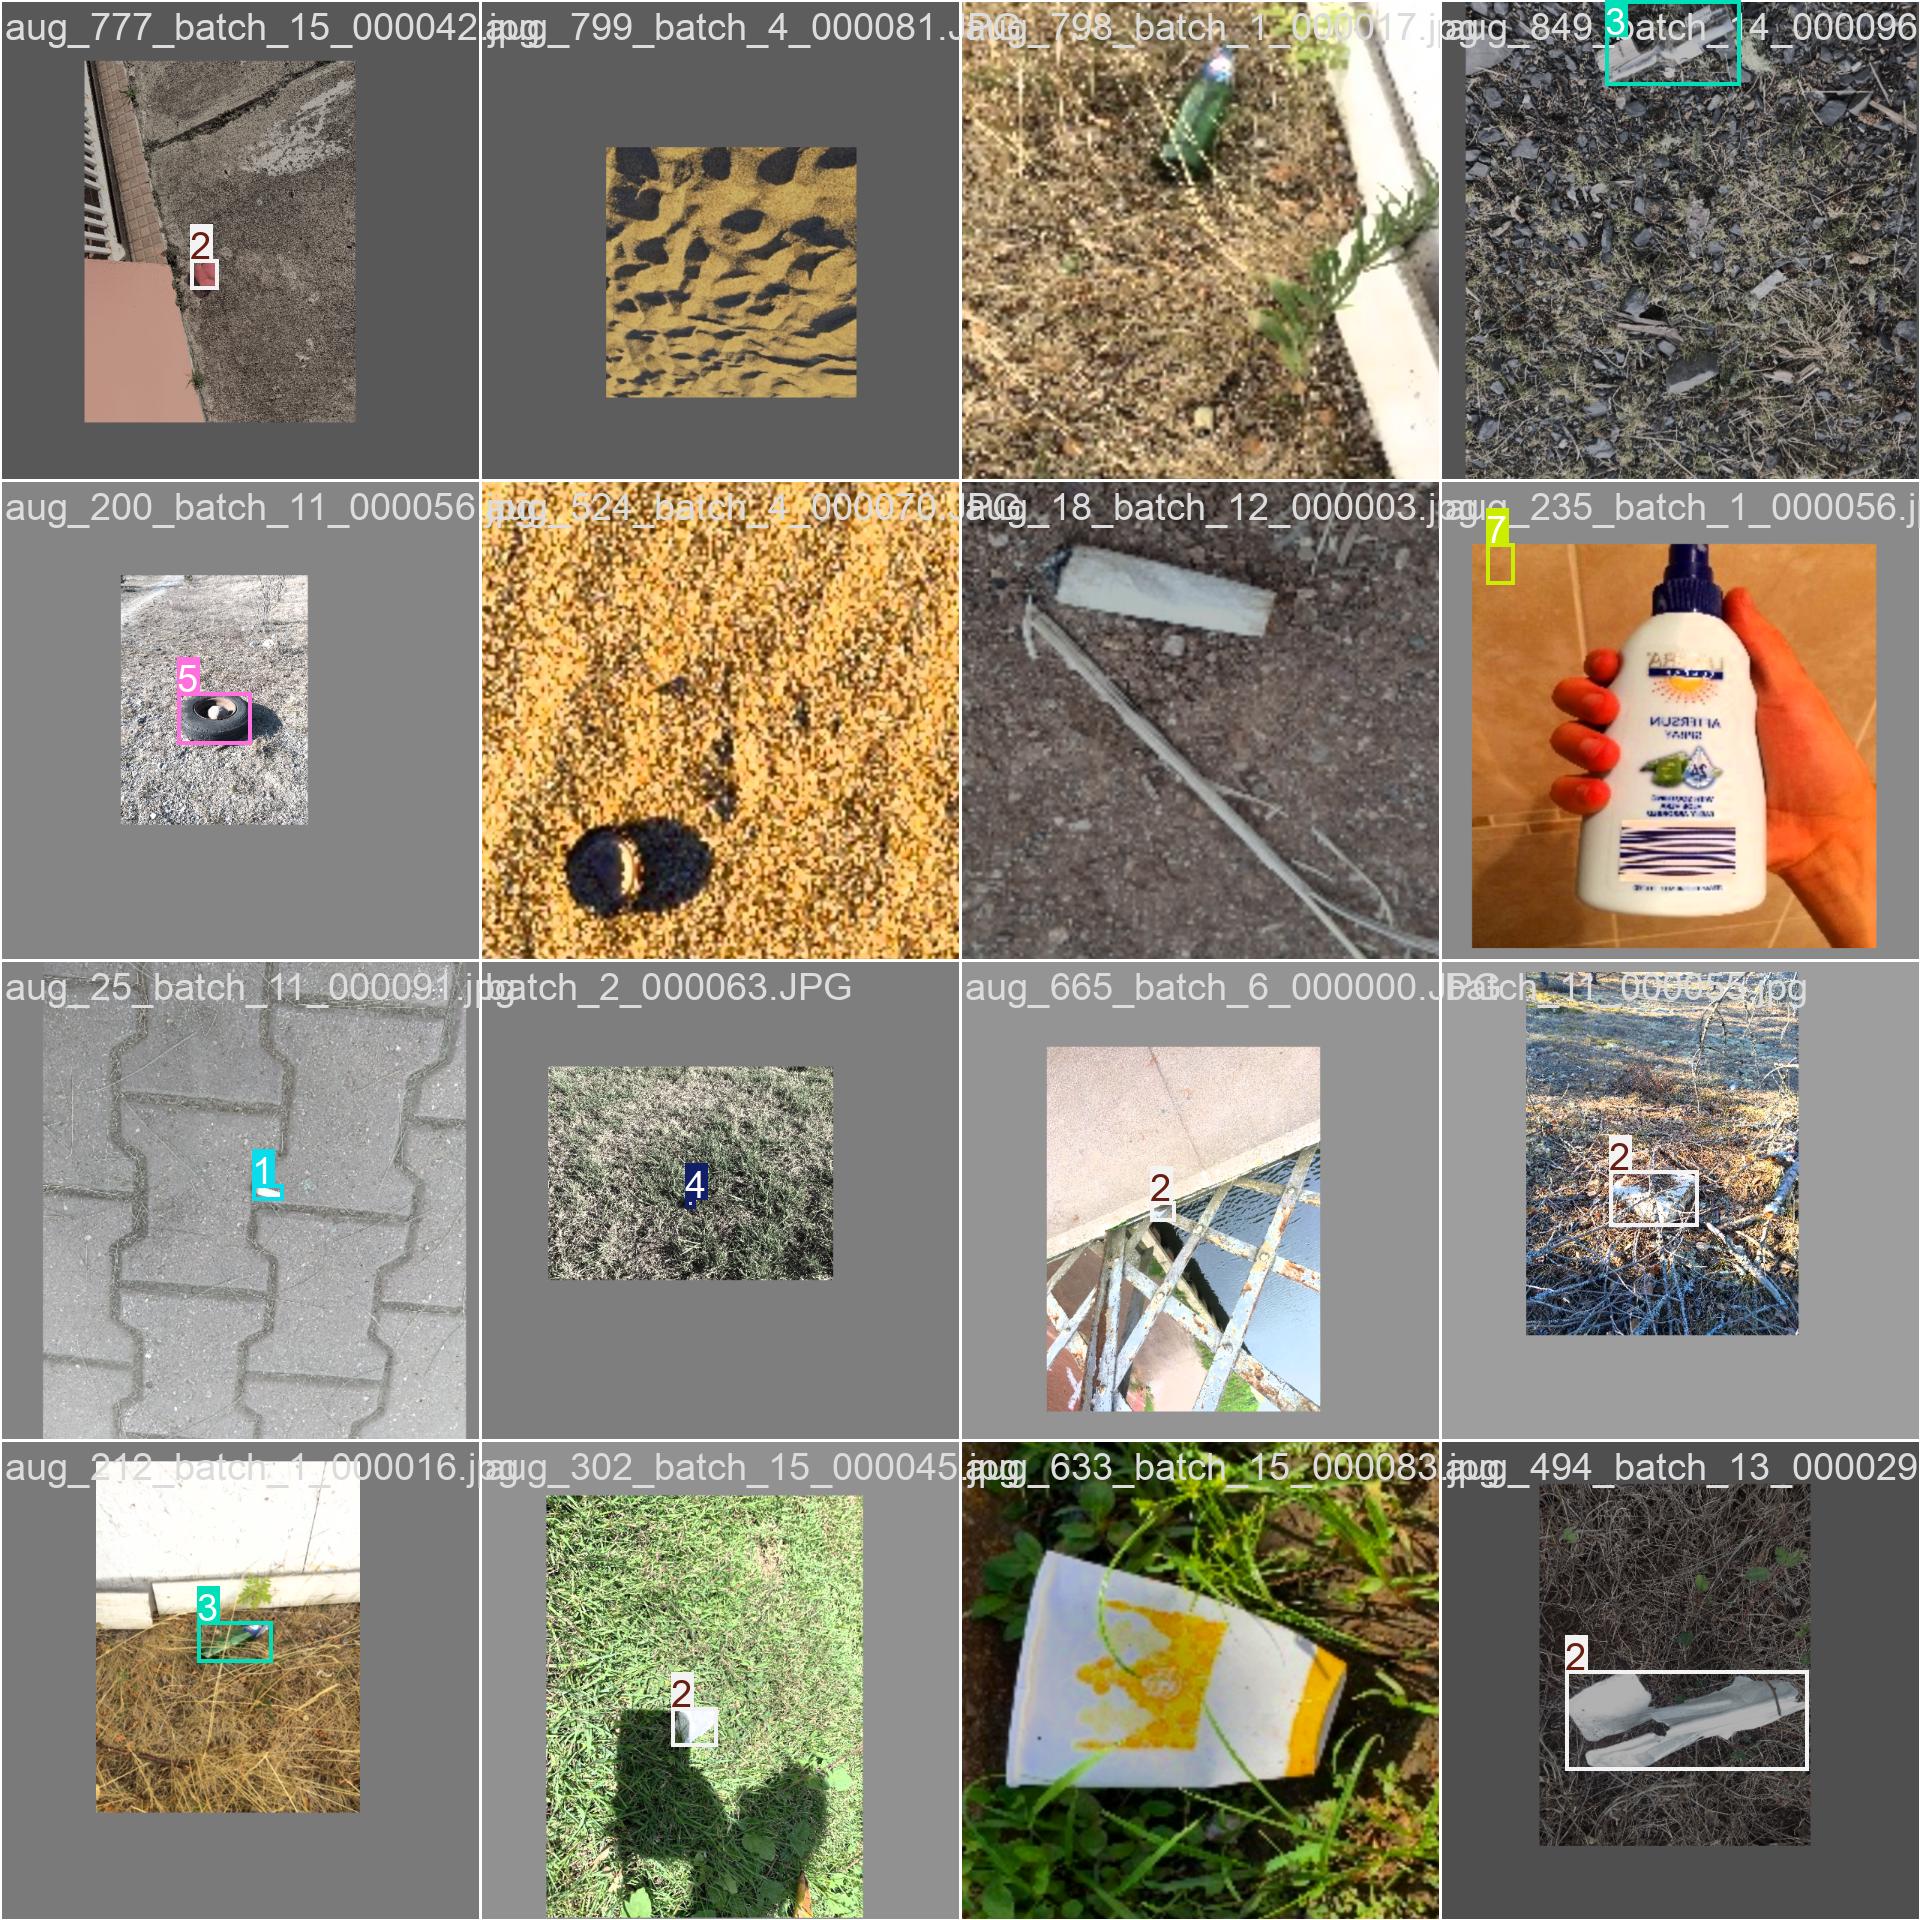 aug_777_batch_15_000042.jpg
aug_799_batch_4_000081.JPG
aug_798_batch_1_000017.jpg
aug_849_batch_14_000096
3
2
aug_200_batch_11_000056.jpg
aug_524_batch_4_000070.JPG
aug_18_batch_12_000003.jpg
aug_235_batch_1_000056.j
7
5
AFTERSUN
SPRAY
24
aug_25_batch_11_000091.jpg
batch_2_000063.JPG
aug_665_batch_6_000000.JPG
batch_11_000055.jpg
1
4
2
2
aug_212_batch_1_000016.jpg
aug_302_batch_15_000045.jpg
aug_633_batch_15_000083.jpg
aug_494_batch_13_000029
3
2
2